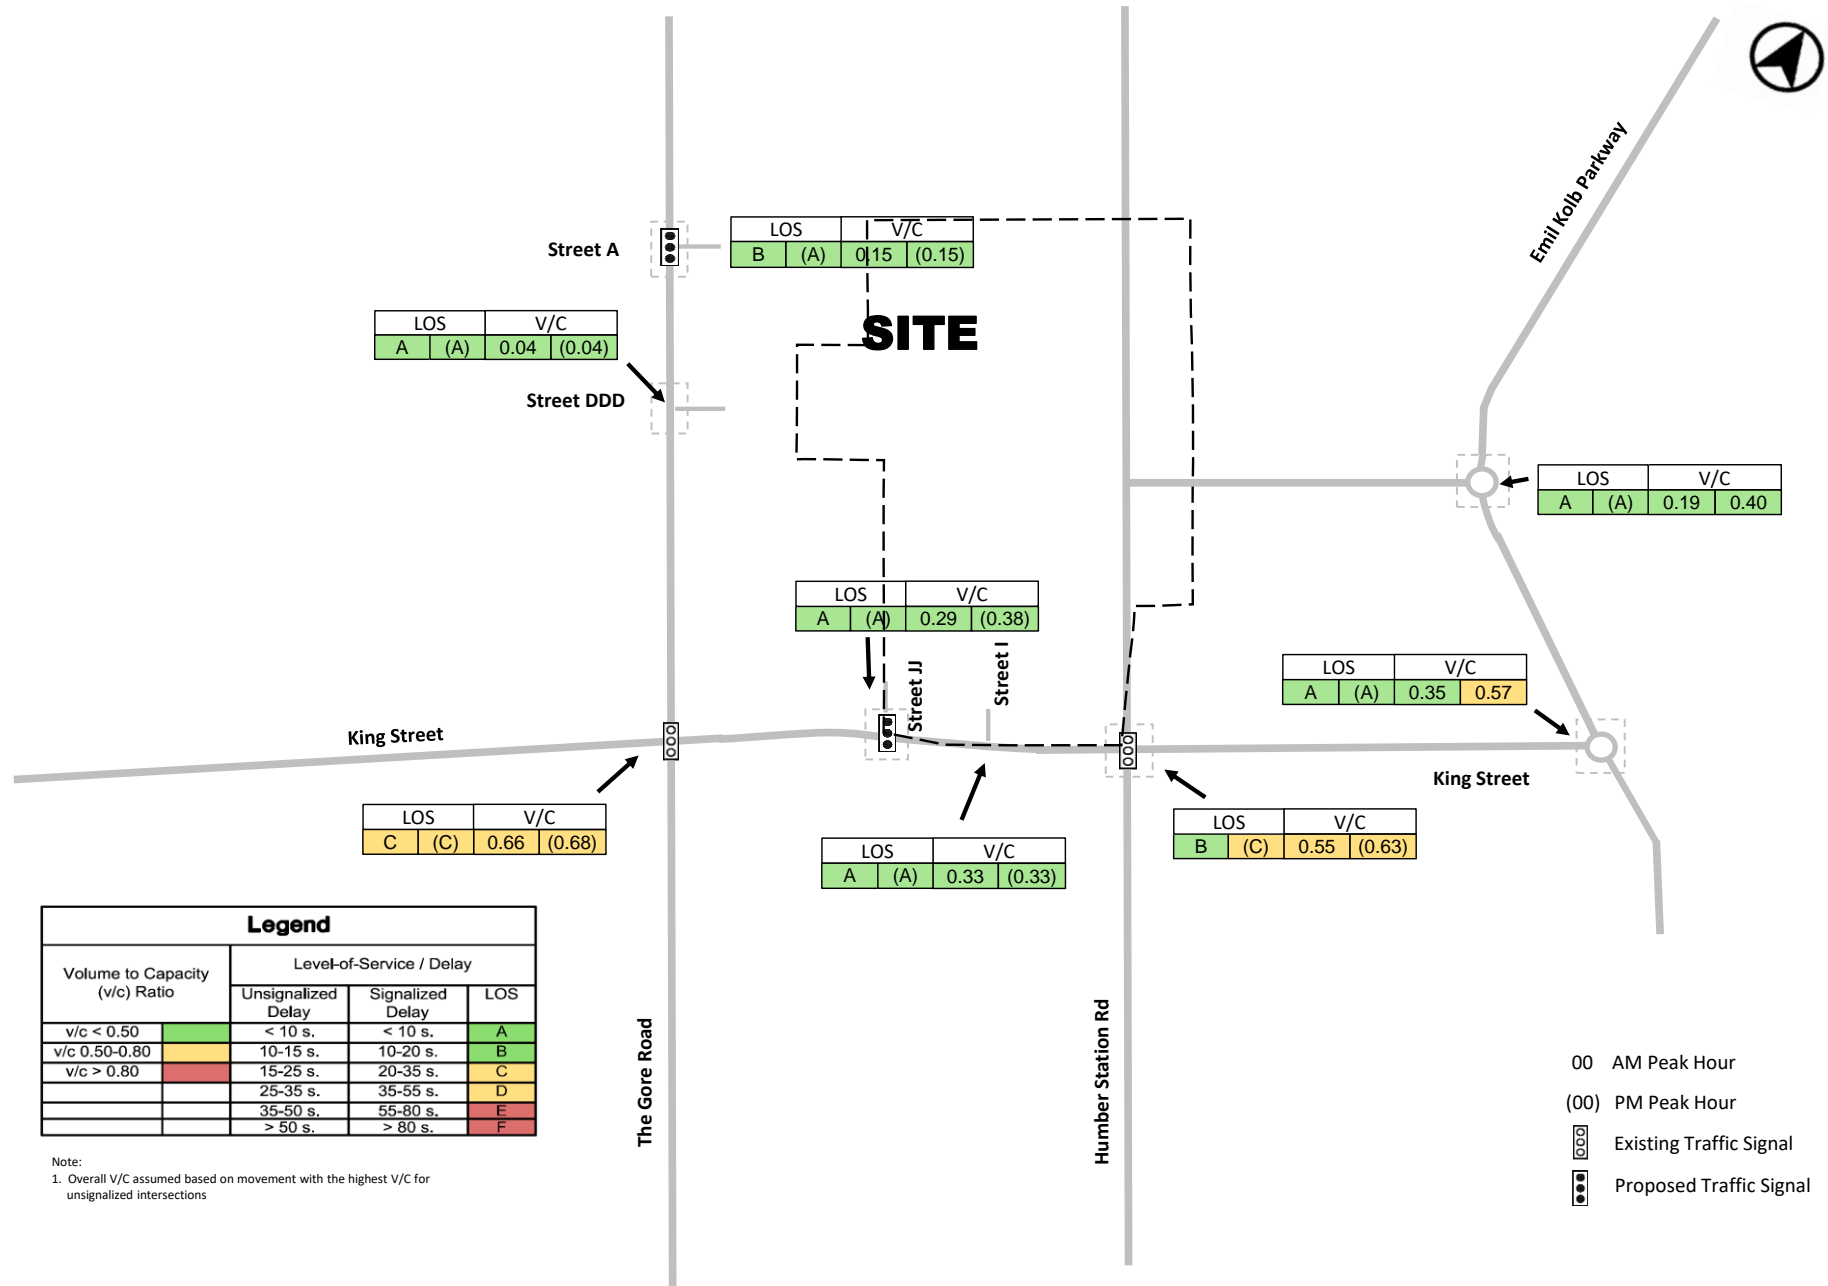 Emil Kolb Parkway
Street A
LOS V/C
B (A) 0.15 (0.15)
LOS V/C
A (A) 0.04 (0.04)
SITE
Street DDD
LOS V/C
A (A) 0.19 0.40
LOS V/C
A (A) 0.29 (0.38)
Street JJ
Street I
LOS V/C
A (A) 0.35 0.57
King Street
King Street
LOS V/C
C (C) 0.66 (0.68)
LOS V/C
A (A) 0.33 (0.33)
LOS V/C
B (C) 0.55 (0.63)
The Gore Road
Humber Station Rd
Legend
Volume to Capacity
(v/c) Ratio
Level-of-Service / Delay
Unsignalized
Delay
Signalized
Delay
LOS
v/c < 0.50 < 10 s. < 10 s. A
v/c 0.50-0.80 10-15 s. 10-20 s. B
v/c > 0.80 15-25 s. 20-35 s. C
25-35 s. 35-55 s. D
35-50 s. 55-80 s. E
> 50 s. > 80 s. F
Note:
1. Overall V/C assumed based on movement with the highest V/C for
unsignalized intersections
00 AM Peak Hour
(00) PM Peak Hour
Existing Traffic Signal
Proposed Traffic Signal